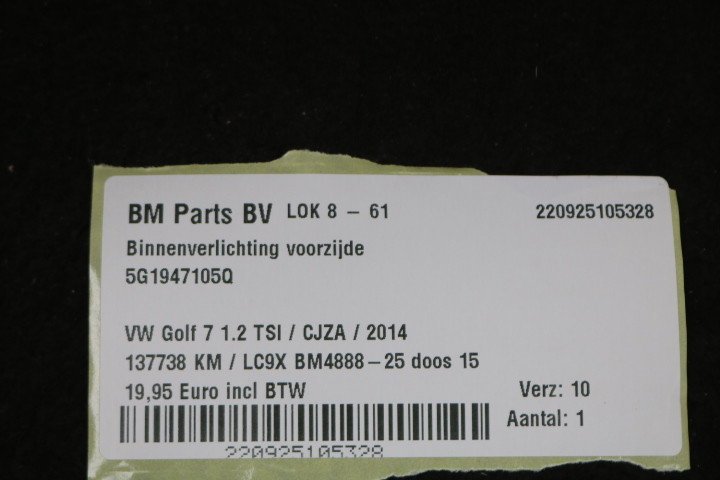 BM Parts BV LOK 8 - 61 220925105328
Binnenverlichting voorzijde
5G1947105Q
VW Golf 7 1.2 TSI / CJZA / 2014
137738 KM / LC9X BM4888-25 doos 15
19,95 Euro incl BTW Verz: 10
Aantal: 1
220925105328